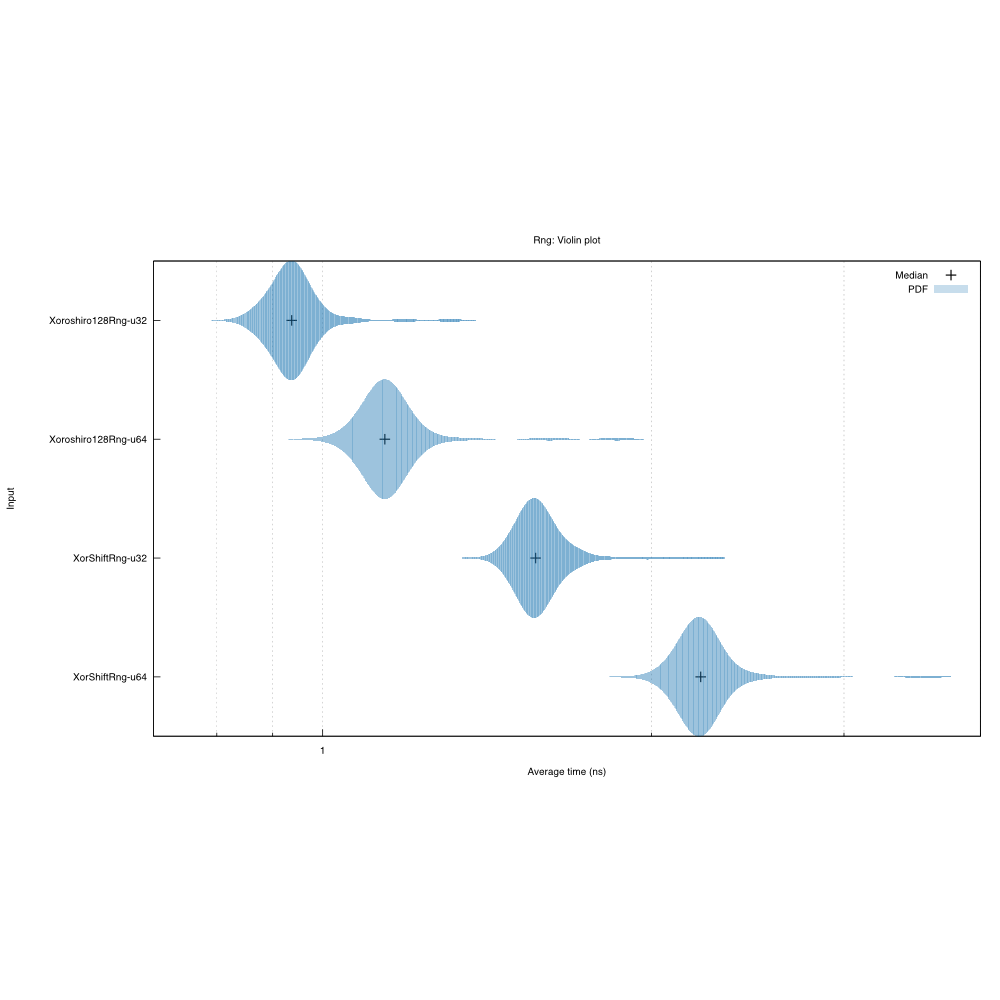 Rng: Violin plot
Median
PDF
Xoroshiro128Rng-u32
Xoroshiro128Rng-u64
Input
XorShiftRng-u32
XorShiftRng-u64
1
Average time (ns)